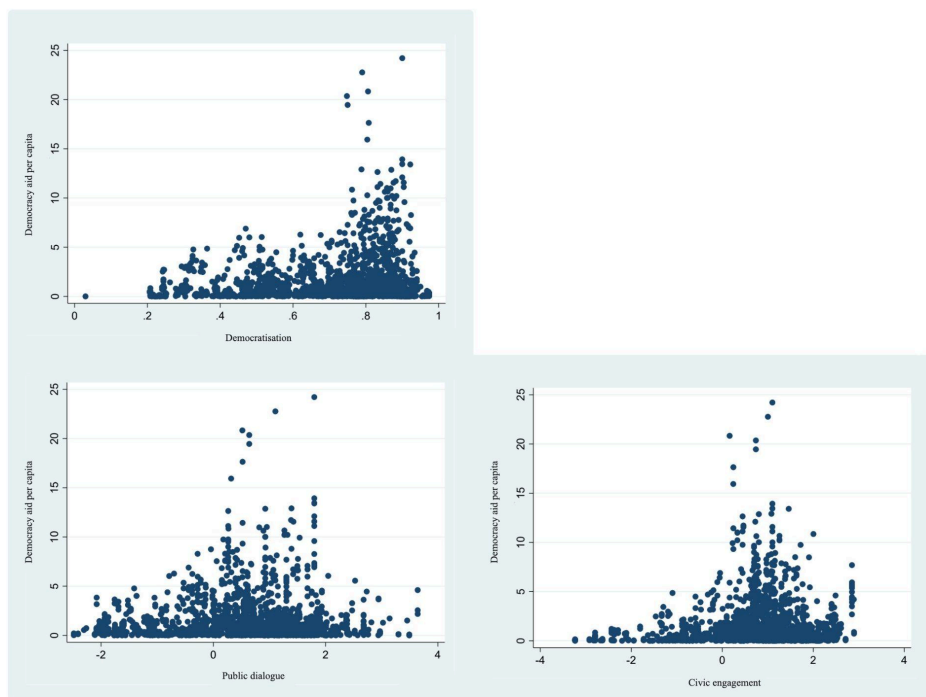 25
20
15
10
5
0
Democracy aid per capita
0 .2 .4 .6 .8 1
Democratisation
25
20
15
10
5
0
Democracy aid per capita
-2 0 2 4
Public dialogue
25
20
15
10
5
0
Democracy aid per capita
-4 -2 0 2 4
Civic engagement